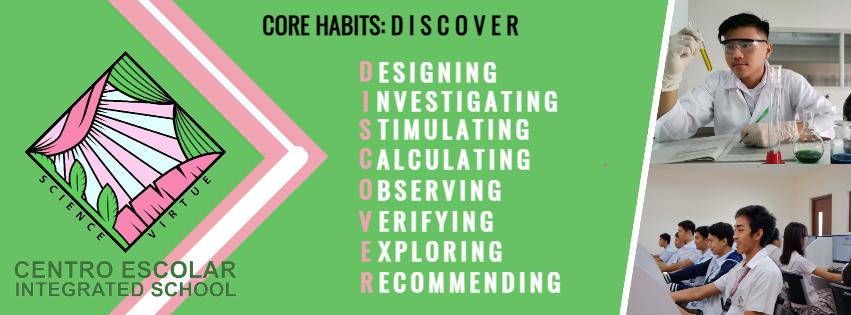 CORE HABITS: D I S C O V E R
DESIGNING
INVESTIGATING
STIMULATING
CALCULATING
OBSERVING
VERIFYING
EXPLORING
RECOMMENDING
SCIENCE
VIRTUE
CENTRO ESCOLAR
INTEGRATED SCHOOL